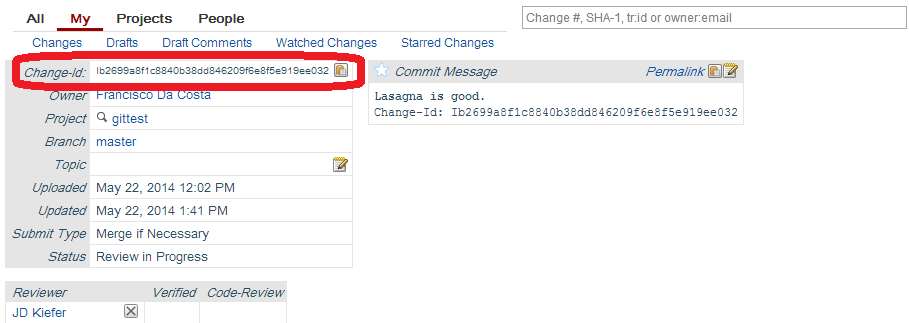 All My Projects People
Change #, SHA-1, tr:id or owner:email
Changes Drafts Draft Comments Watched Changes Starred Changes
Change-Id: Ib2699a8f1c8840b38dd846209f6e8f5e919ee032
Owner Francisco Da Costa
Project gittest
Branch master
Topic
Uploaded May 22, 2014 12:02 PM
Updated May 22, 2014 1:41 PM
Submit Type Merge if Necessary
Status Review in Progress
Commit Message Permalink
Lasagna is good.
Change-Id: Ib2699a8f1c8840b38dd846209f6e8f5e919ee032
Reviewer Verified Code-Review
JD Kiefer